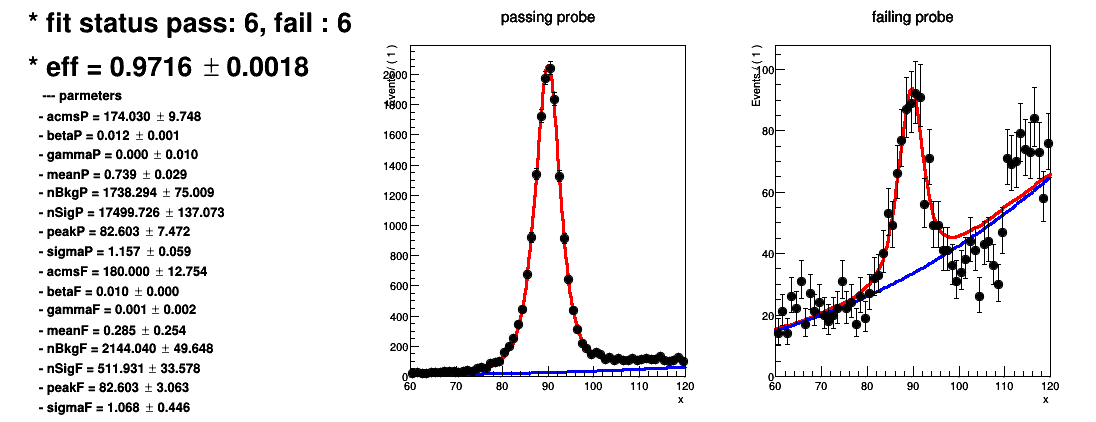 * fit status pass: 6, fail : 6
* eff = 0.9716 ± 0.0018
--- parmeters
- acmsP = 174.030 ± 9.748
- betaP = 0.012 ± 0.001
- gammaP = 0.000 ± 0.010
- meanP = 0.739 ± 0.029
- nBkgP = 1738.294 ± 75.009
- nSigP = 17499.726 ± 137.073
- peakP = 82.603 ± 7.472
- sigmaP = 1.157 ± 0.059
- acmsF = 180.000 ± 12.754
- betaF = 0.010 ± 0.000
- gammaF = 0.001 ± 0.002
- meanF = 0.285 ± 0.254
- nBkgF = 2144.040 ± 49.648
- nSigF = 511.931 ± 33.578
- peakF = 82.603 ± 3.063
- sigmaF = 1.068 ± 0.446
passing probe
Events / ( 1 )
2000
1800
1600
1400
1200
1000
800
600
400
200
0
60 70 80 90 100 110 120
x
failing probe
Events / ( 1 )
100
80
60
40
20
0
60 70 80 90 100 110 120
x